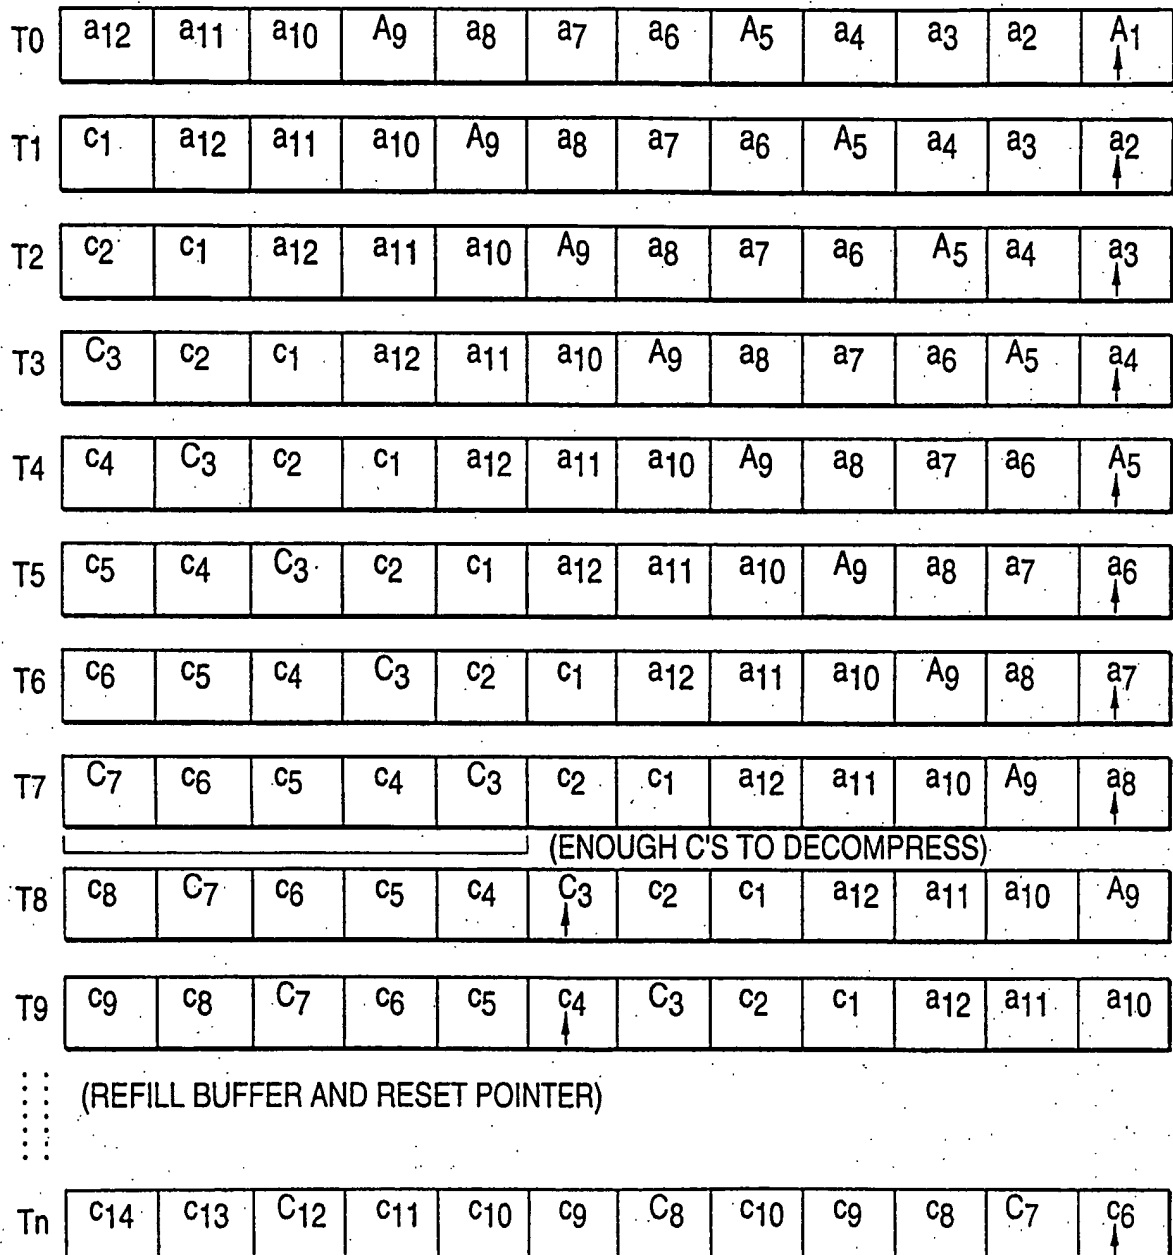 T0 a12 a11 a10 A9 a8 a7 a6 A5 a4 a3 a2 A1
T1 c1 a12 a11 a10 A9 a8 a7 a6 A5 a4 a3 a2
T2 c2 c1 a12 a11 a10 A9 a8 a7 a6 A5 a4 a3
T3 C3 c2 c1 a12 a11 a10 A9 a8 a7 a6 A5 a4
T4 c4 C3 c2 c1 a12 a11 a10 A9 a8 a7 a6 A5
T5 c5 c4 C3 c2 c1 a12 a11 a10 A9 a8 a7 a6
T6 c6 c5 c4 C3 c2 c1 a12 a11 a10 A9 a8 a7
T7 C7 c6 c5 c4 C3 c2 c1 a12 a11 a10 A9 a8
(ENOUGH C'S TO DECOMPRESS)
T8 c8 C7 c6 c5 c4 C3 c2 c1 a12 a11 a10 A9
T9 c9 c8 C7 c6 c5 c4 C3 c2 c1 a12 a11 a10
(REFILL BUFFER AND RESET POINTER)
Tn c14 c13 C12 c11 c10 c9 C8 c10 c9 c8 C7 c6